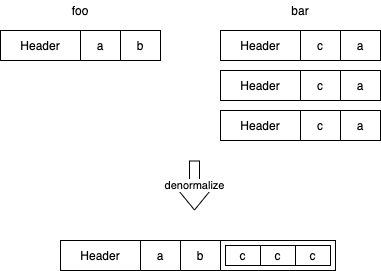 foo bar
Header a b Header c a
Header c a
Header c a
denormalize
Header a b c c c